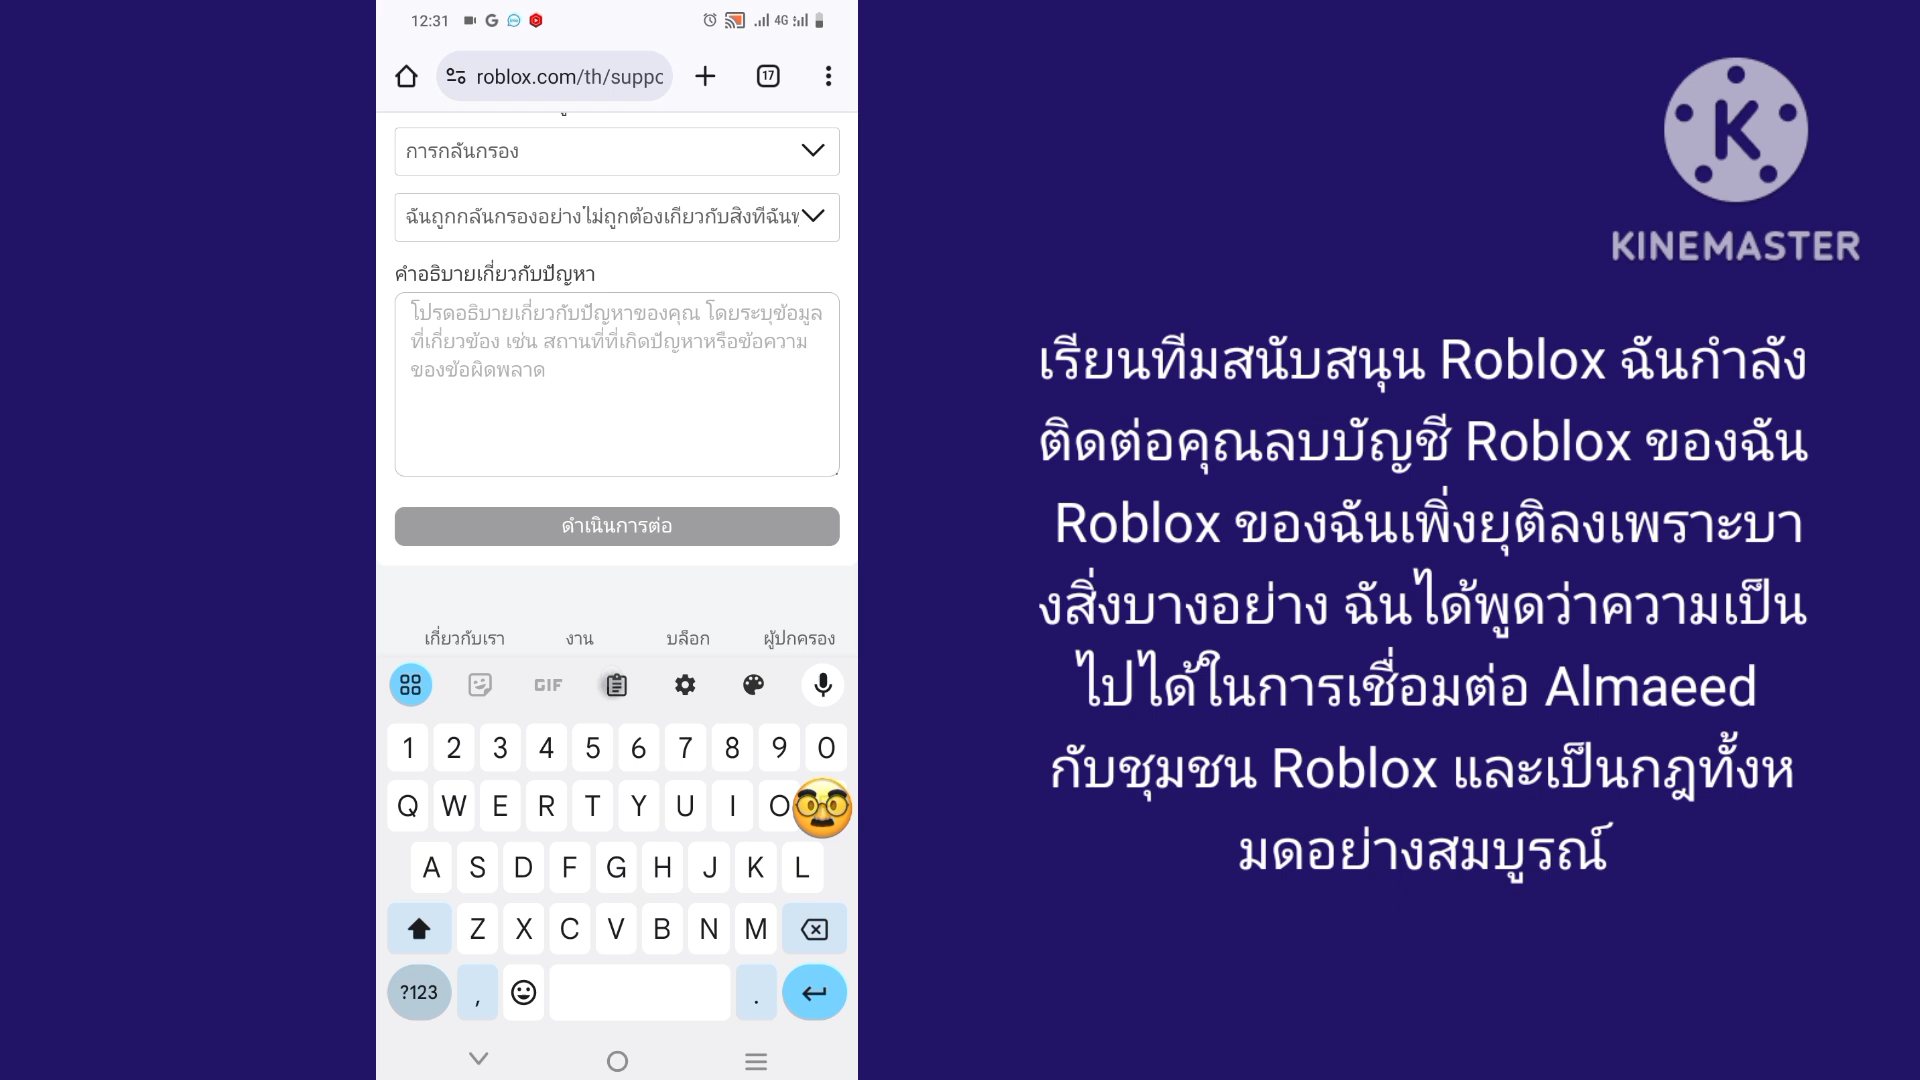 12:31
4G
roblox.com/th/suppo
17
การกลั่นกรอง
ฉันถูกกลั่นกรองอย่างไม่ถูกต้องเกี่ยวกับสิ่งที่ฉันพ
คำอธิบายเกี่ยวกับปัญหา
โปรดอธิบายเกี่ยวกับปัญหาของคุณ โดยระบุข้อมูล
ที่เกี่ยวข้อง เช่น สถานที่ที่เกิดปัญหาหรือข้อความ
ของข้อผิดพลาด
ดำเนินการต่อ
เกี่ยวกับเรา งาน บล็อก ผู้ปกครอง
GIF
1 2 3 4 5 6 7 8 9 0
Q W E R T Y U I O
A S D F G H J K L
Z X C V B N M
?123 , .
K
KINEMASTER
เรียนทีมสนับสนุน Roblox ฉันกำลัง
ติดต่อคุณลบบัญชี Roblox ของฉัน
Roblox ของฉันเพิ่งยุติลงเพราะบา
งสิ่งบางอย่าง ฉันได้พูดว่าความเป็น
ไปได้ในการเชื่อมต่อ Almaeed
กับชุมชน Roblox และเป็นกฎทั้งห
มดอย่างสมบูรณ์